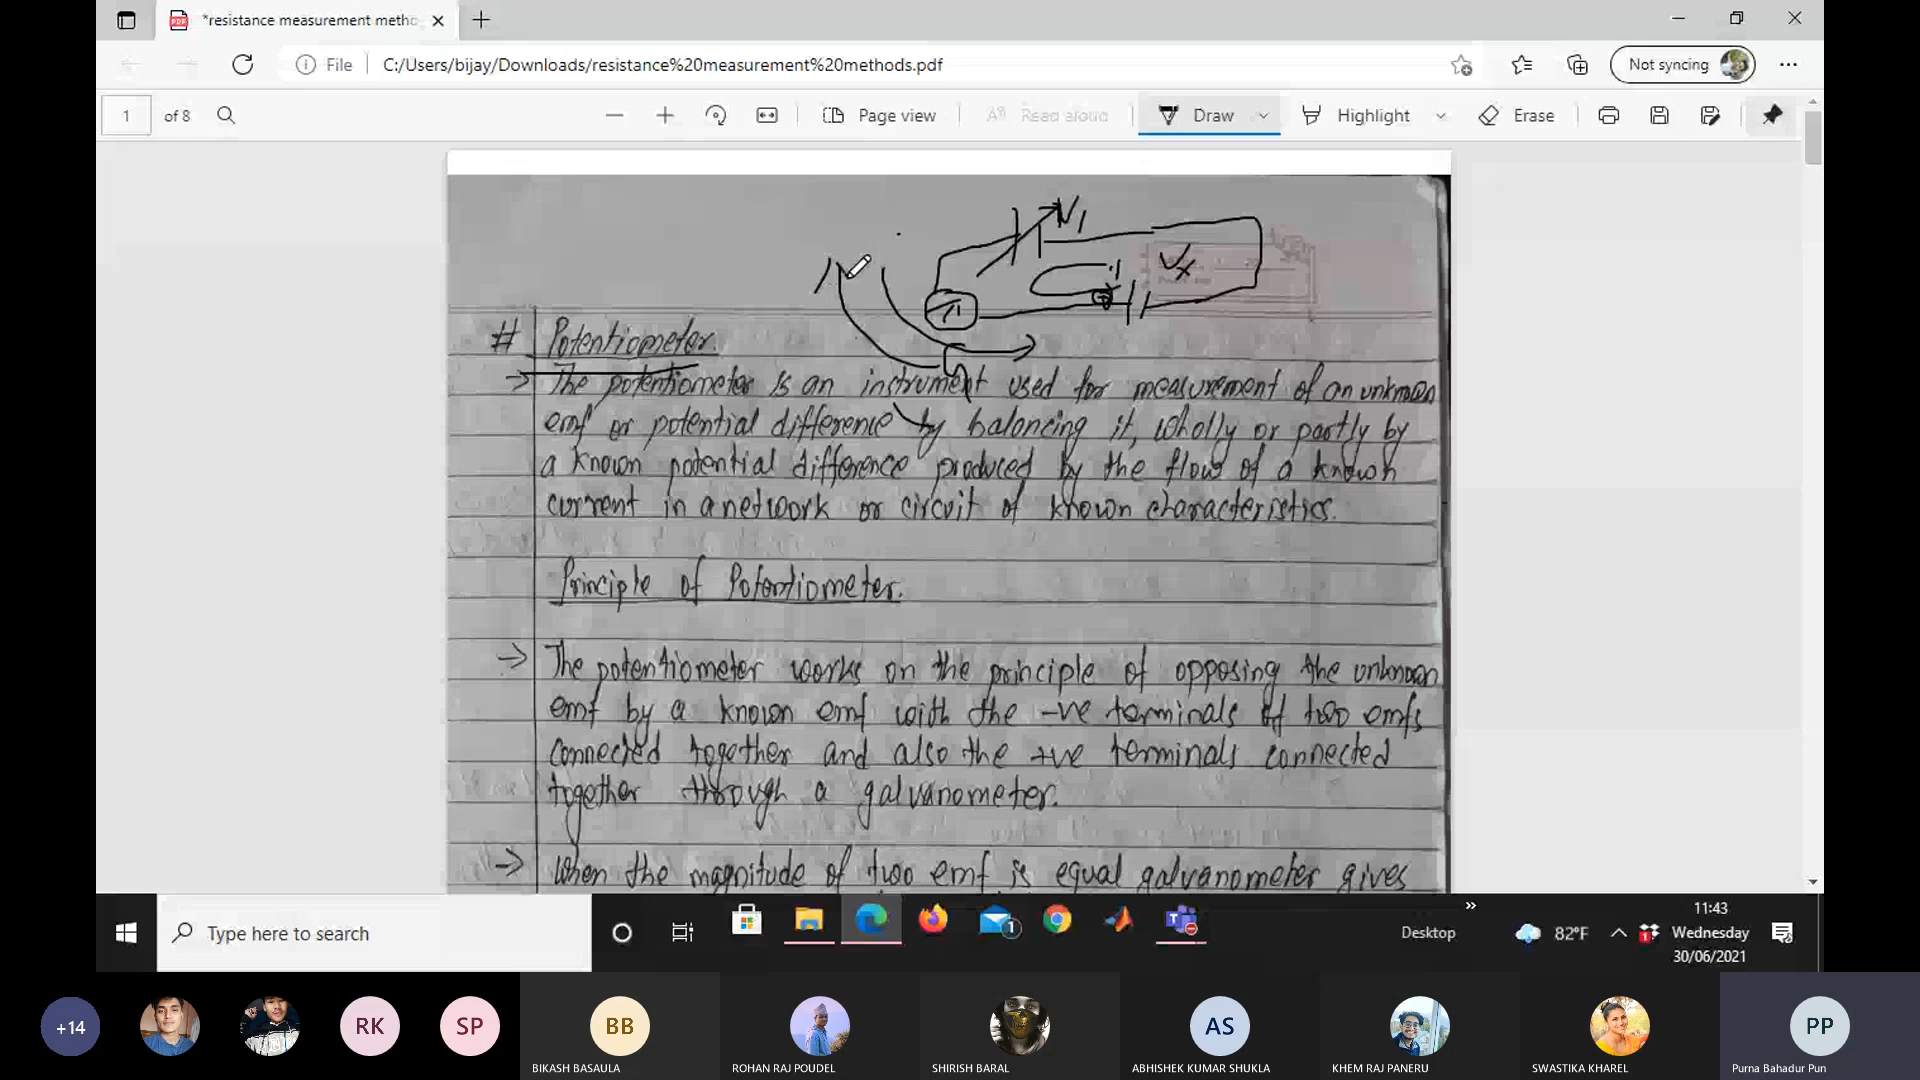 *resistance measurement metho
File
C:/Users/bijay/Downloads/resistance%20measurement%20methods.pdf
Not syncing
1 of 8
Page view
Read aloud
Draw
Highlight
Erase
V1
Vx
# Potentiometer.
→ The potentiometer is an instrument used for measurement of an unknown
emf or potential difference by balancing it, wholly or partly by
a known potential difference produced by the flow of a known
current in a network or circuit of known characteristics.
Principle of Potentiometer.
→ The potentiometer works on the principle of opposing the unknown
emf by a known emf with the -ve terminals of two emfs
connected together and also the +ve terminals connected
together through a galvanometer.
→ When the magnitude of two emf is equal galvanometer gives
Type here to search
1
Desktop
82°F
1
11:43
Wednesday
30/06/2021
+14
RK
SP
BB
AS
PP
BIKASH BASAULA
ROHAN RAJ POUDEL
SHIRISH BARAL
ABHISHEK KUMAR SHUKLA
KHEM RAJ PANERU
SWASTIKA KHAREL
Purna Bahadur Pun